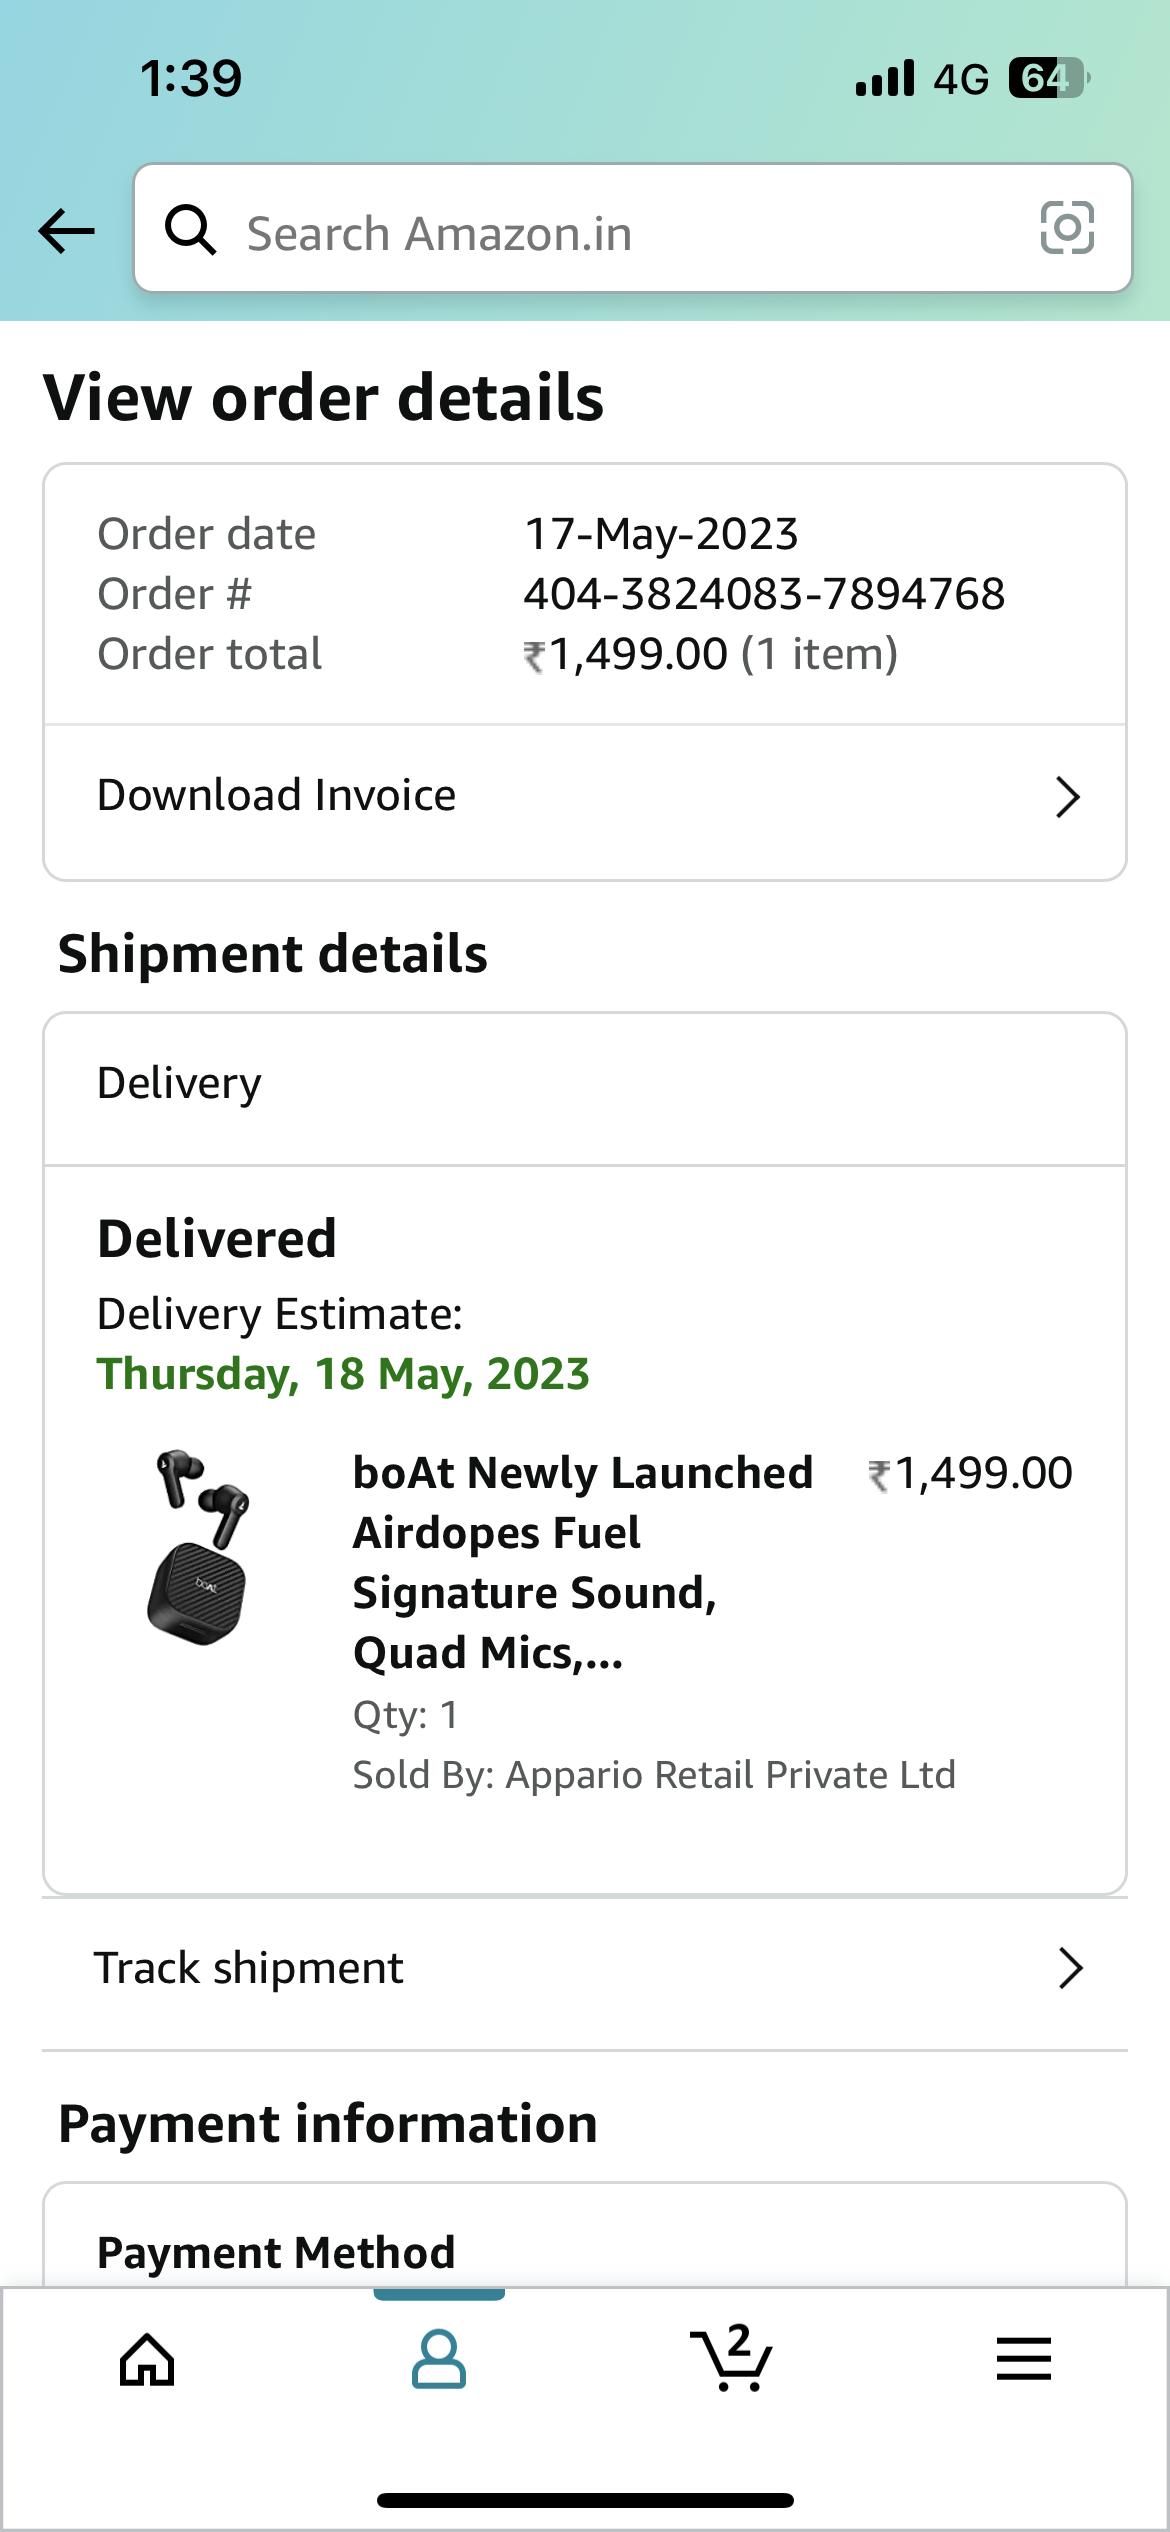 1:39
4G 64
Search Amazon.in
View order details
Order date 17-May-2023
Order # 404-3824083-7894768
Order total ₹1,499.00 (1 item)
Download Invoice
Shipment details
Delivery
Delivered
Delivery Estimate:
Thursday, 18 May, 2023
boAt Newly Launched ₹1,499.00
Airdopes Fuel
Signature Sound,
Quad Mics,...
Qty: 1
Sold By: Appario Retail Private Ltd
boAt
Track shipment
Payment information
Payment Method
2